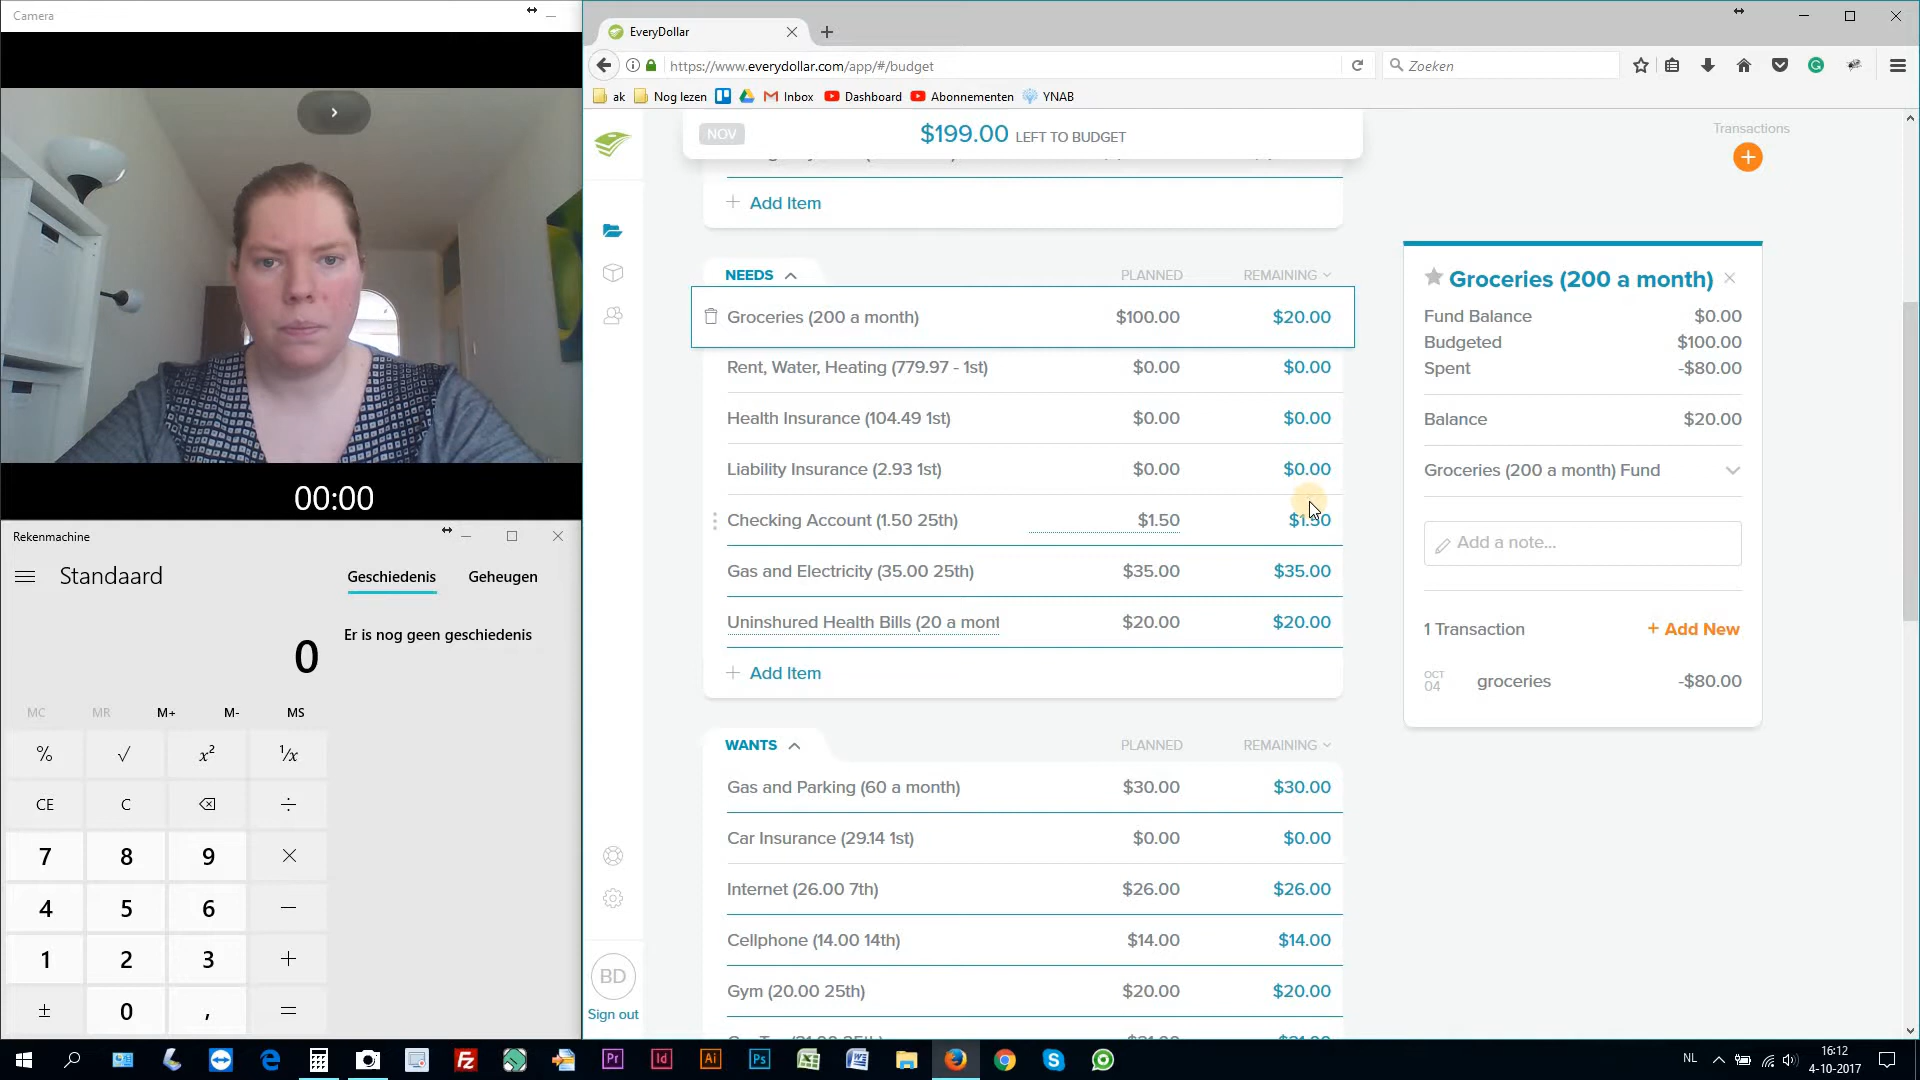 Camera
00:00
Rekenmachine
Standaard
Geschiedenis
Geheugen
Er is nog geen geschiedenis
0
MC MR M+ M- MS
% √ x² ¹/x
CE C ÷
7 8 9 ×
4 5 6 −
1 2 3 +
± 0 , =
EveryDollar
https://www.everydollar.com/app/#/budget
Zoeken
ak
Nog lezen
Inbox
Dashboard
Abonnementen
YNAB
NOV
$199.00 LEFT TO BUDGET
Transactions
Add Item
NEEDS PLANNED REMAINING
Groceries (200 a month) $100.00 $20.00
Rent, Water, Heating (779.97 - 1st) $0.00 $0.00
Health Insurance (104.49 1st) $0.00 $0.00
Liability Insurance (2.93 1st) $0.00 $0.00
Checking Account (1.50 25th) $1.50 $1.50
Gas and Electricity (35.00 25th) $35.00 $35.00
Uninshured Health Bills (20 a mont $20.00 $20.00
Add Item
WANTS PLANNED REMAINING
Gas and Parking (60 a month) $30.00 $30.00
Car Insurance (29.14 1st) $0.00 $0.00
Internet (26.00 7th) $26.00 $26.00
Cellphone (14.00 14th) $14.00 $14.00
Gym (20.00 25th) $20.00 $20.00
BD
Sign out
Groceries (200 a month)
Fund Balance $0.00
Budgeted $100.00
Spent -$80.00
Balance $20.00
Groceries (200 a month) Fund
Add a note...
1 Transaction + Add New
OCT
04 groceries -$80.00
Fz Pr Id Ai Ps
NL
16:12
4-10-2017